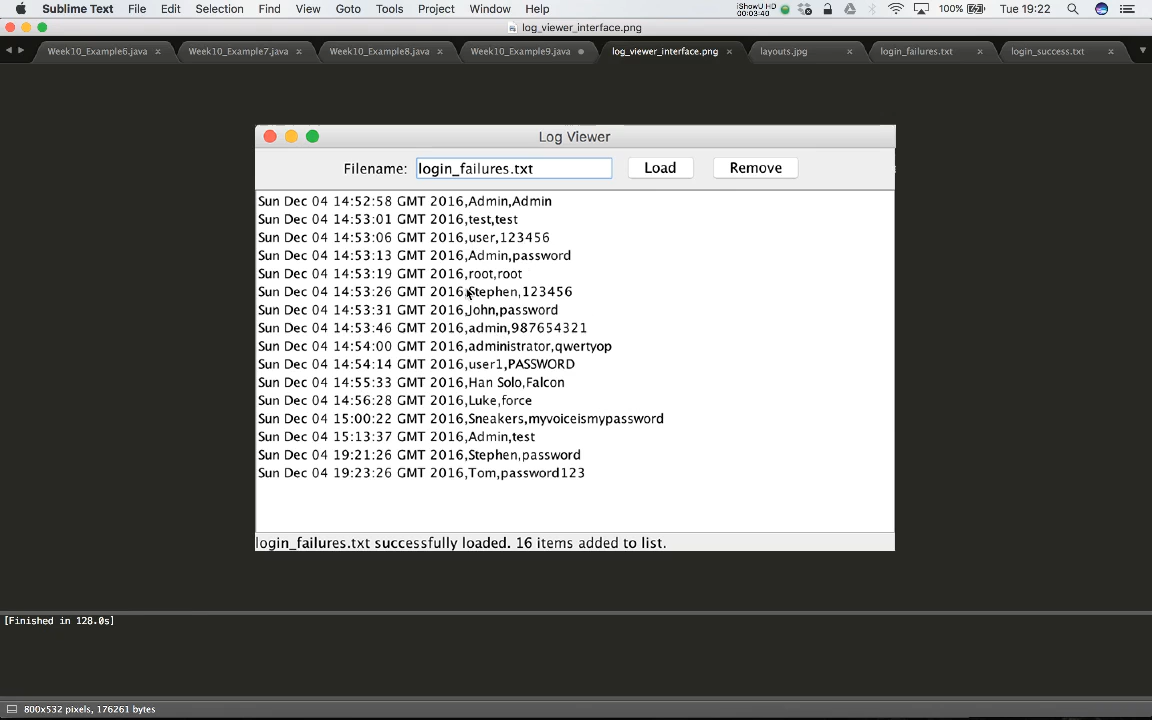 Sublime Text File Edit Selection Find View Goto Tools Project Window Help iShowU HD 00:03:40 100% Tue 19:22
log_viewer_interface.png
Week10_Example6.java Week10_Example7.java Week10_Example8.java Week10_Example9.java log_viewer_interface.png layouts.jpg login_failures.txt login_success.txt
Log Viewer
Filename: login_failures.txt Load Remove
Sun Dec 04 14:52:58 GMT 2016,Admin,Admin
Sun Dec 04 14:53:01 GMT 2016,test,test
Sun Dec 04 14:53:06 GMT 2016,user,123456
Sun Dec 04 14:53:13 GMT 2016,Admin,password
Sun Dec 04 14:53:19 GMT 2016,root,root
Sun Dec 04 14:53:26 GMT 2016,Stephen,123456
Sun Dec 04 14:53:31 GMT 2016,John,password
Sun Dec 04 14:53:46 GMT 2016,admin,987654321
Sun Dec 04 14:54:00 GMT 2016,administrator,qwertyop
Sun Dec 04 14:54:14 GMT 2016,user1,PASSWORD
Sun Dec 04 14:55:33 GMT 2016,Han Solo,Falcon
Sun Dec 04 14:56:28 GMT 2016,Luke,force
Sun Dec 04 15:00:22 GMT 2016,Sneakers,myvoiceismypassword
Sun Dec 04 15:13:37 GMT 2016,Admin,test
Sun Dec 04 19:21:26 GMT 2016,Stephen,password
Sun Dec 04 19:23:26 GMT 2016,Tom,password123
login_failures.txt successfully loaded. 16 items added to list.
[Finished in 128.0s]
800x532 pixels, 176261 bytes